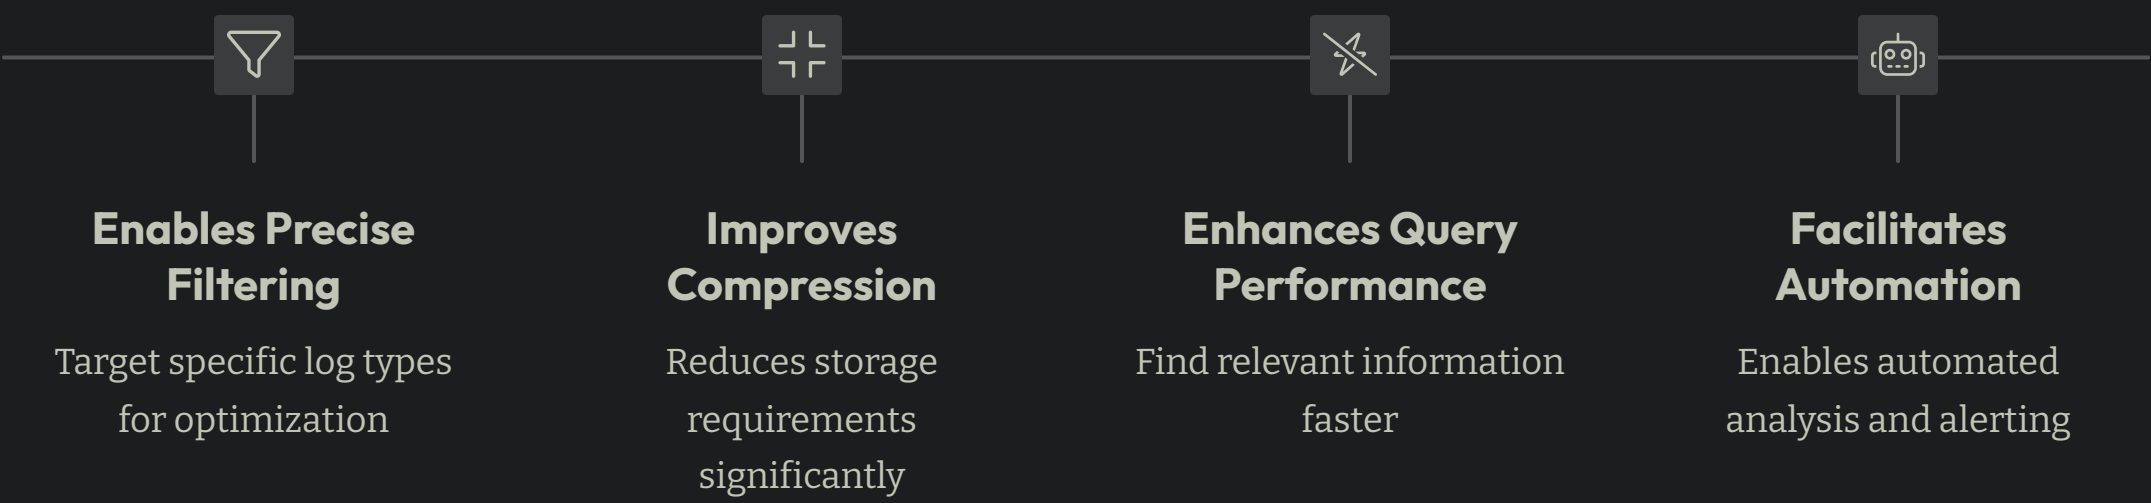 Enables Precise
Filtering
Target specific log types
for optimization
Improves
Compression
Reduces storage
requirements
significantly
Enhances Query
Performance
Find relevant information
faster
Facilitates
Automation
Enables automated
analysis and alerting